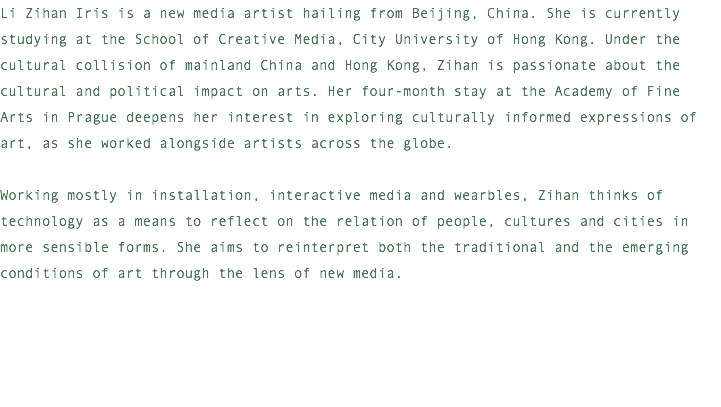 Li Zihan Iris is a new media artist hailing from Beijing, China. She is currently
studying at the School of Creative Media, City University of Hong Kong. Under the
cultural collision of mainland China and Hong Kong, Zihan is passionate about the
cultural and political impact on arts. Her four-month stay at the Academy of Fine
Arts in Prague deepens her interest in exploring culturally informed expressions of
art, as she worked alongside artists across the globe.

Working mostly in installation, interactive media and wearbles, Zihan thinks of
technology as a means to reflect on the relation of people, cultures and cities in
more sensible forms. She aims to reinterpret both the traditional and the emerging
conditions of art through the lens of new media.